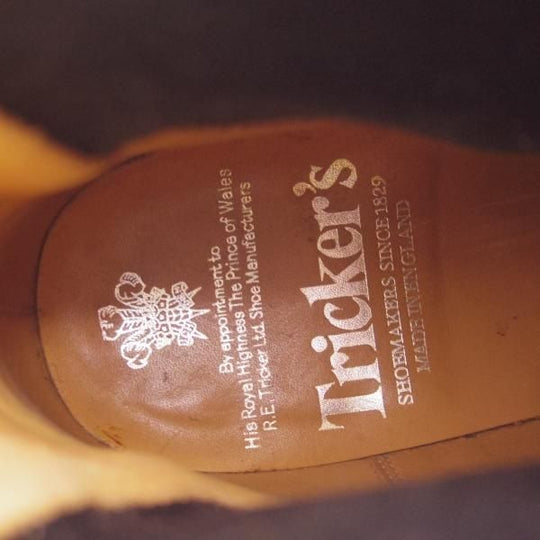 By appointment to
His Royal Highness The Prince of Wales
R.E. Tricker Ltd. Shoe Manufacturers
Tricker's
SHOEMAKERS SINCE 1829
MADE IN ENGLAND